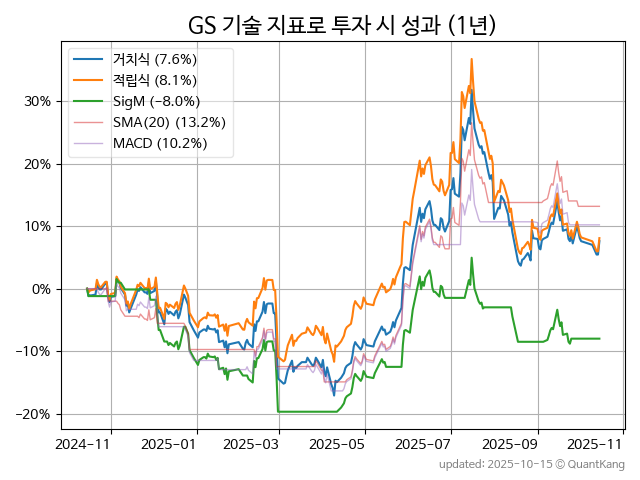 GS 기술 지표로 투자 시 성과 (1년)
거치식 (7.6%)
적립식 (8.1%)
SigM (−8.0%)
SMA(20) (13.2%)
MACD (10.2%)
30%
20%
10%
0%
−10%
−20%
2024-11
2025-01
2025-03
2025-05
2025-07
2025-09
2025-11
updated: 2025-10-15 © QuantKang